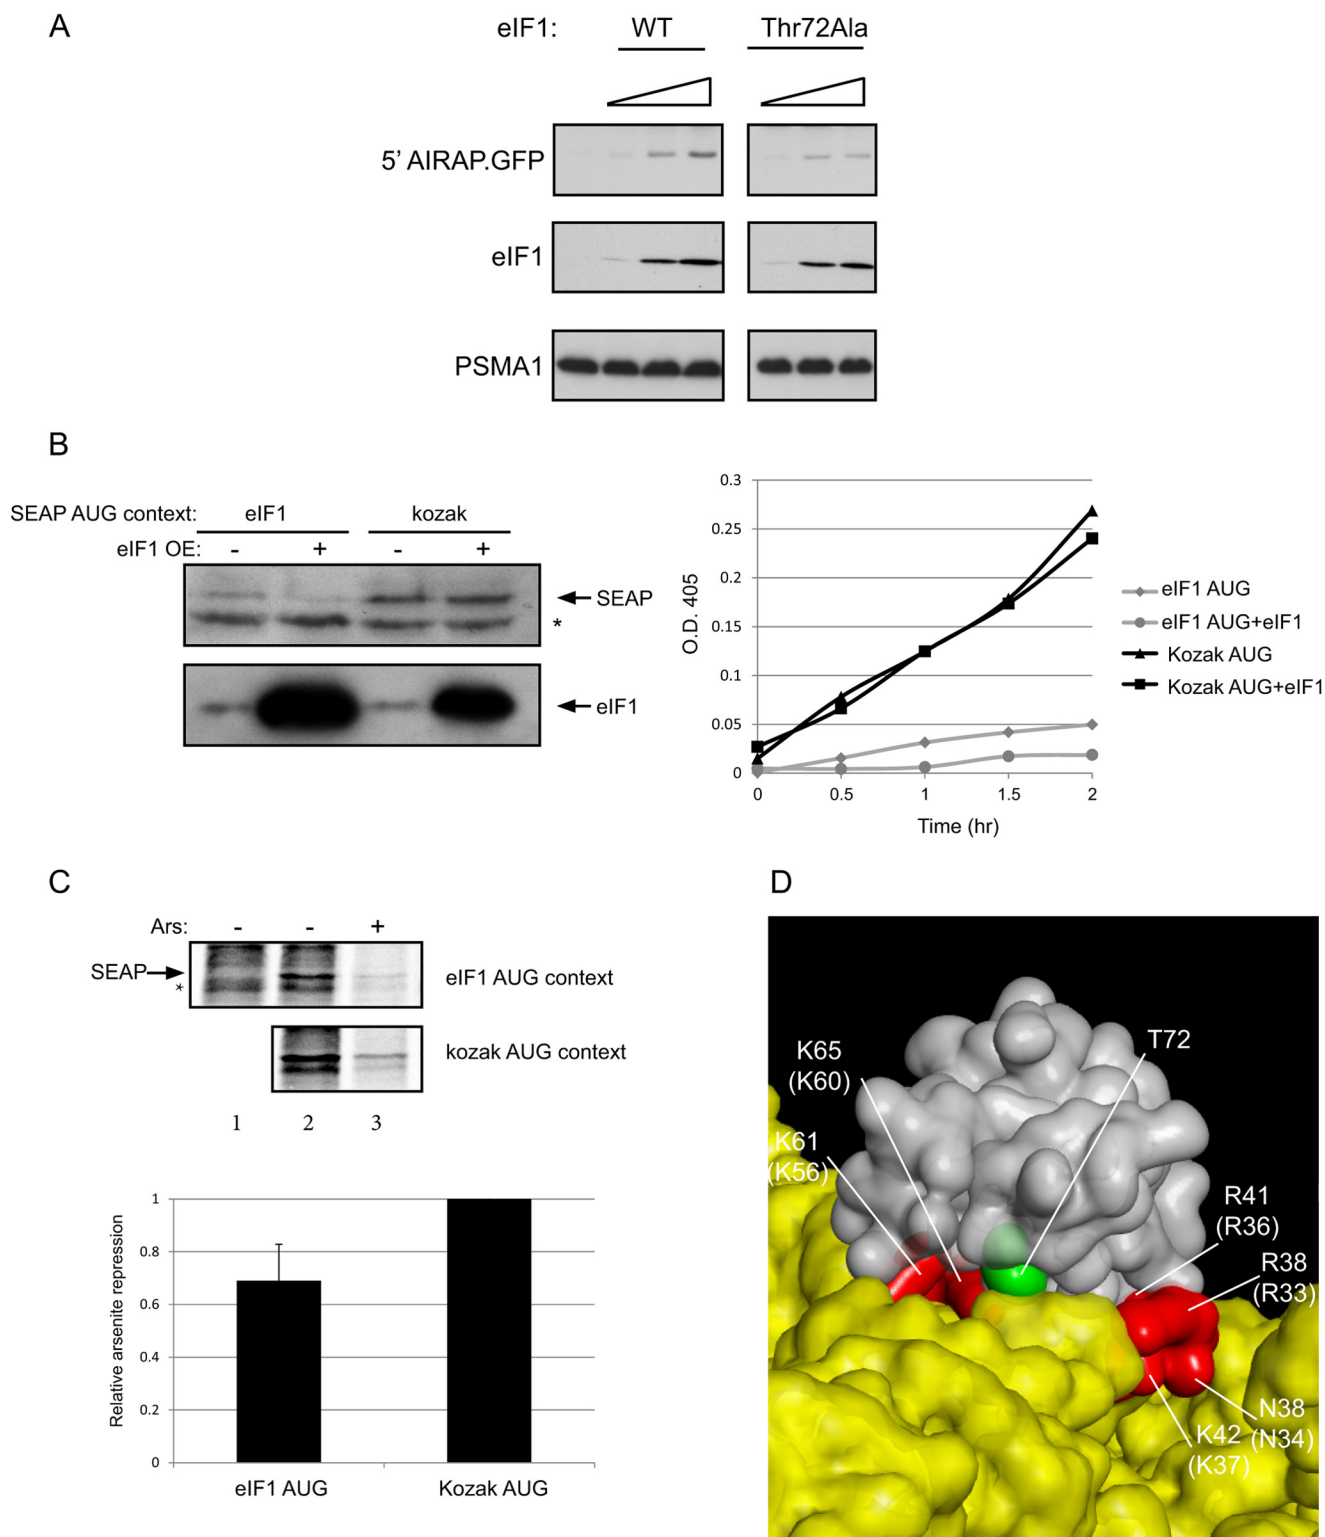 A
eIF1: WT Thr72Ala
5' AIRAP.GFP
eIF1
PSMA1
B
SEAP AUG context: eIF1 kozak
eIF1 OE: - + - +
SEAP
*
eIF1
0.3
0.25
0.2
0.15
0.1
0.05
0
O.D. 405
0 0.5 1 1.5 2
Time (hr)
eIF1 AUG
eIF1 AUG+eIF1
Kozak AUG
Kozak AUG+eIF1
C
Ars: - - +
SEAP
*
eIF1 AUG context
kozak AUG context
1 2 3
Relative arsenite repression
1
0.8
0.6
0.4
0.2
0
eIF1 AUG Kozak AUG
D
K65
(K60)
T72
K61
(K56)
R41
(R36)
R38
(R33)
N38
(N34)
K42
(K37)